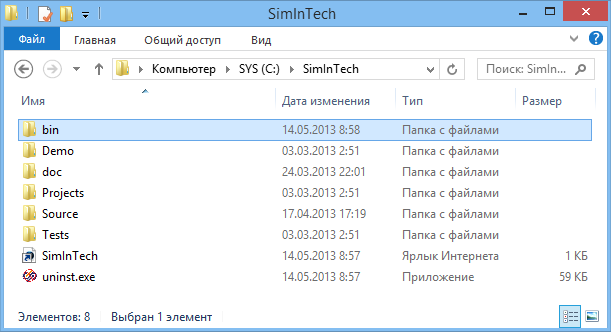 SimInTech
Файл Главная Общий доступ Вид
Компьютер SYS (C:) SimInTech Поиск: SimIn...
Имя Дата изменения Тип Размер
bin 14.05.2013 8:58 Папка с файлами
Demo 03.03.2013 2:51 Папка с файлами
doc 24.03.2013 22:01 Папка с файлами
Projects 03.03.2013 2:51 Папка с файлами
Source 17.04.2013 17:19 Папка с файлами
Tests 03.03.2013 2:51 Папка с файлами
SimInTech 14.05.2013 8:57 Ярлык Интернета 1 КБ
uninst.exe 14.05.2013 8:57 Приложение 59 КБ
Элементов: 8 Выбран 1 элемент